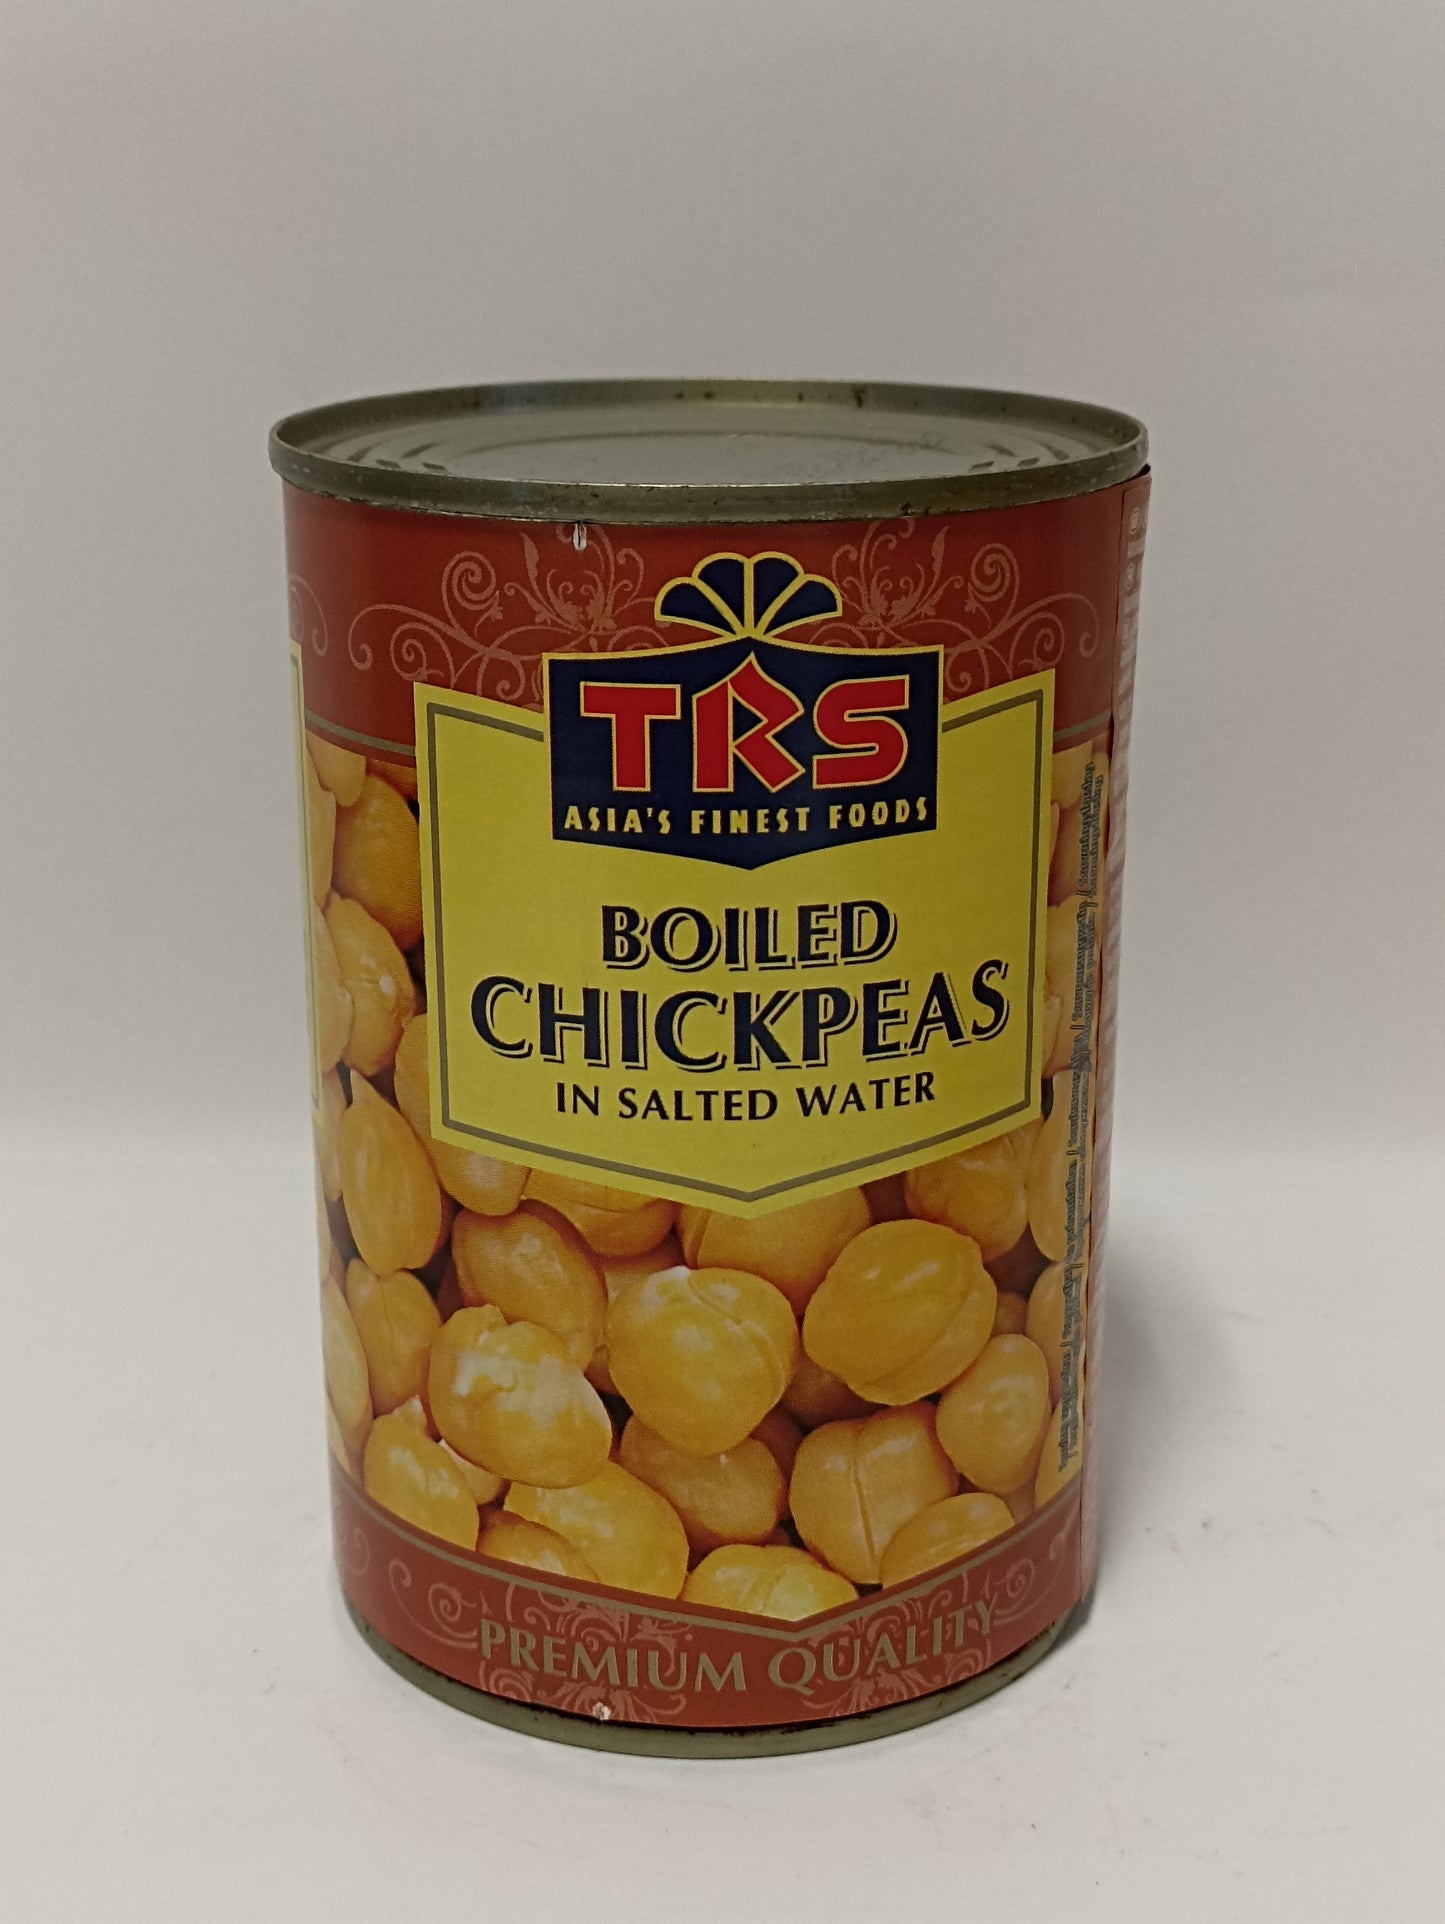 TRS
ASIA'S FINEST FOODS
BOILED
CHICKPEAS
IN SALTED WATER
PREMIUM QUALITY